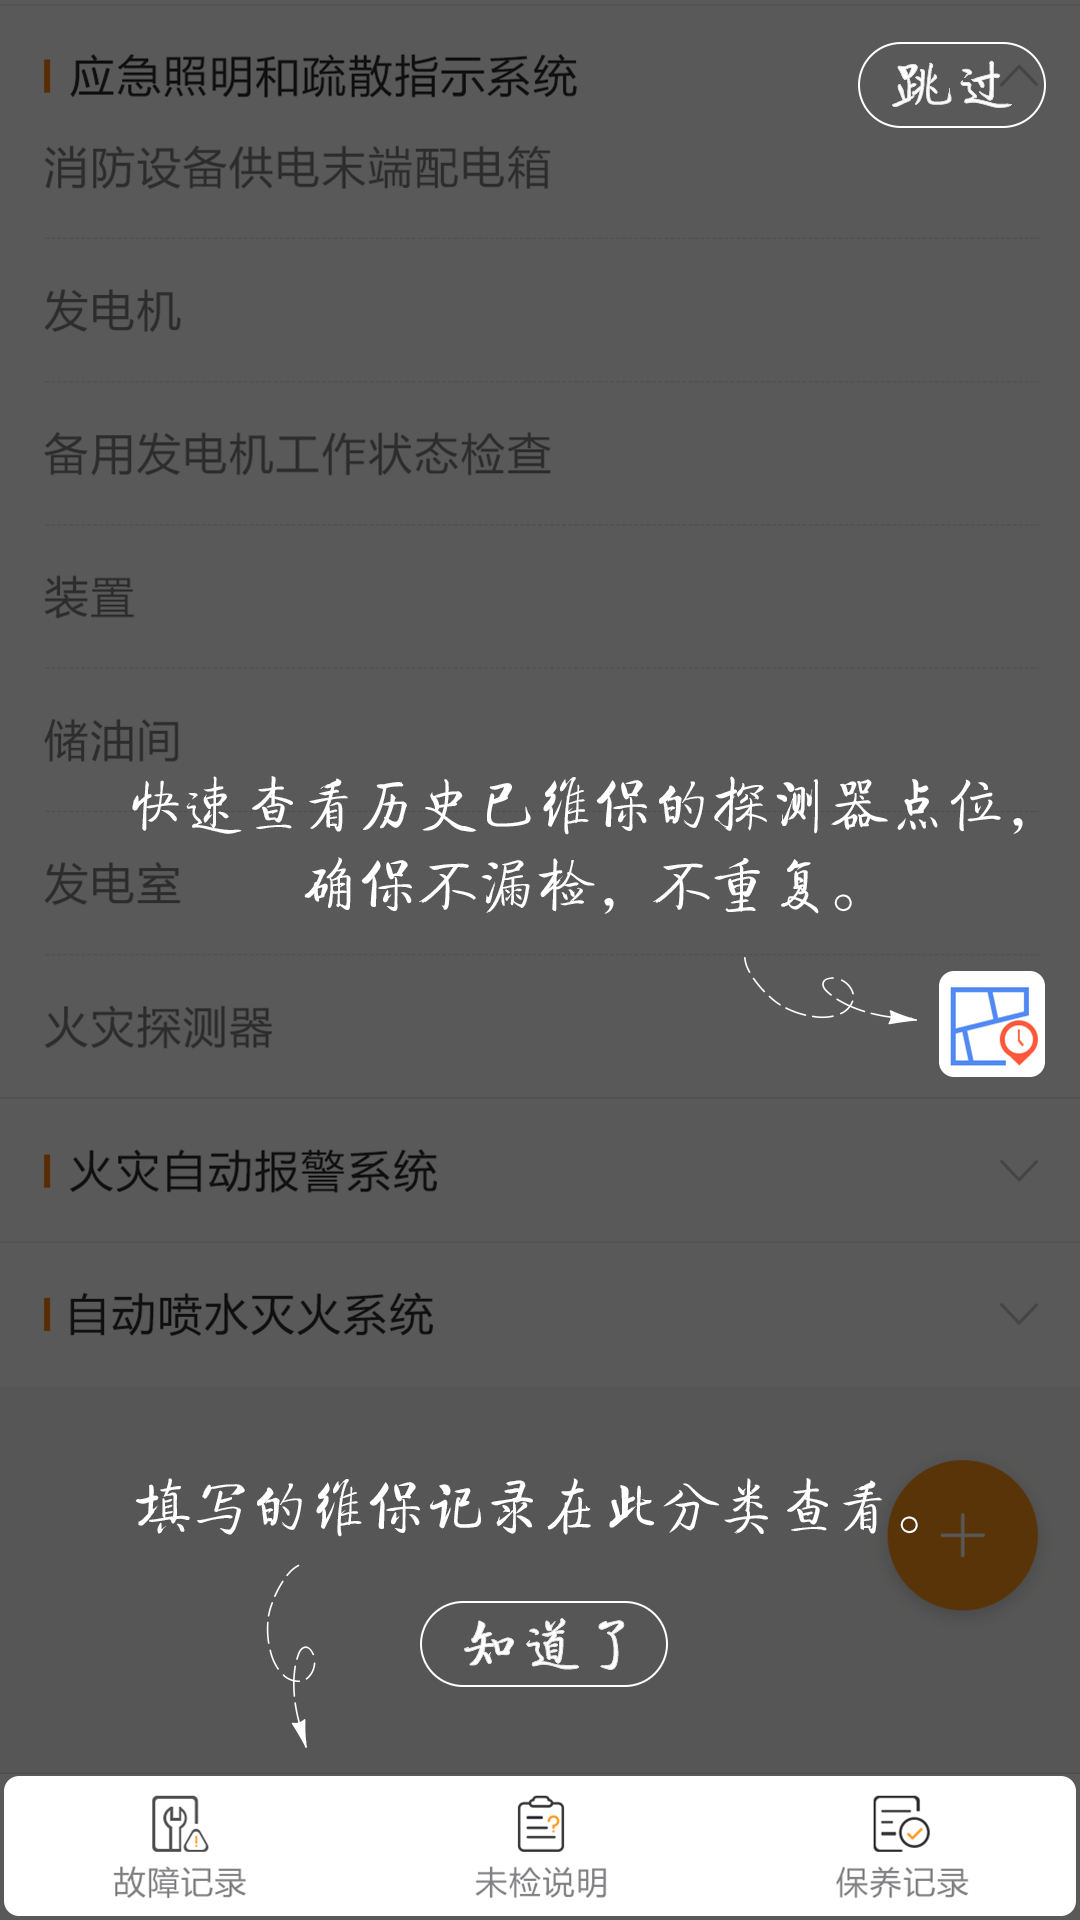 应急照明和疏散指示系统
跳过
消防设备供电末端配电箱
发电机
备用发电机工作状态检查
装置
储油间
快速查看历史已维保的探测器点位，
发电室
确保不漏检，不重复。
火灾探测器
火灾自动报警系统
自动喷水灭火系统
填写的维保记录在此分类查看。
知道了
故障记录
未检说明
保养记录